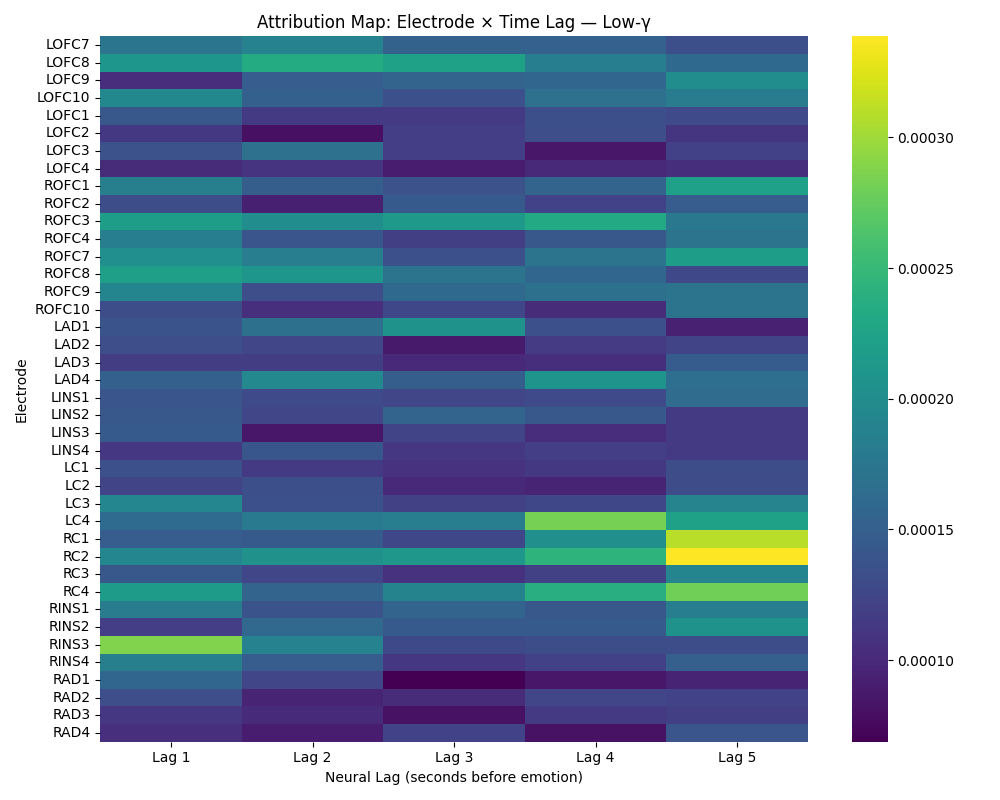 Attribution Map: Electrode × Time Lag — Low-γ
LOFC7
LOFC8
LOFC9
LOFC10
LOFC1
LOFC2
LOFC3
LOFC4
ROFC1
ROFC2
ROFC3
ROFC4
ROFC7
ROFC8
ROFC9
ROFC10
LAD1
LAD2
LAD3
LAD4
LINS1
LINS2
LINS3
LINS4
LC1
LC2
LC3
LC4
RC1
RC2
RC3
RC4
RINS1
RINS2
RINS3
RINS4
RAD1
RAD2
RAD3
RAD4
Electrode
Lag 1 Lag 2 Lag 3 Lag 4 Lag 5
Neural Lag (seconds before emotion)
0.00030
0.00025
0.00020
0.00015
0.00010